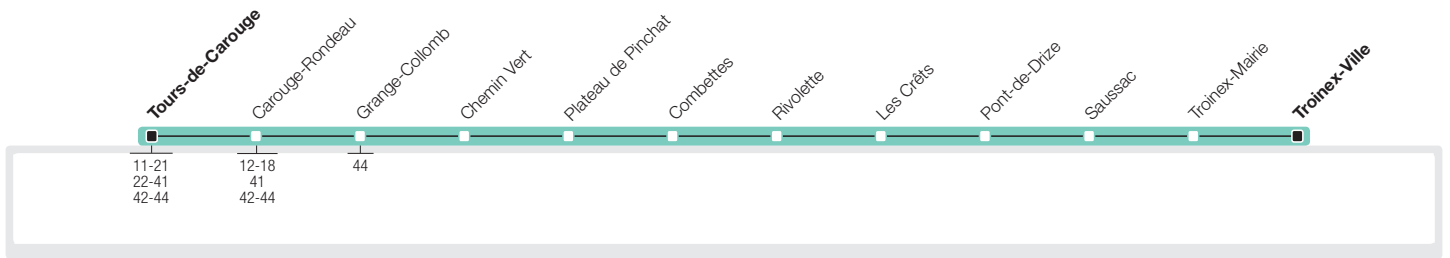 Tours-de-Carouge
Carouge-Rondeau
Grange-Collomb
Chemin Vert
Plateau de Pinchat
Combettes
Rivolette
Les Crêts
Pont-de-Drize
Saussac
Troinex-Mairie
Troinex-Ville
11-21
22-41
42-44
12-18
41
42-44
44